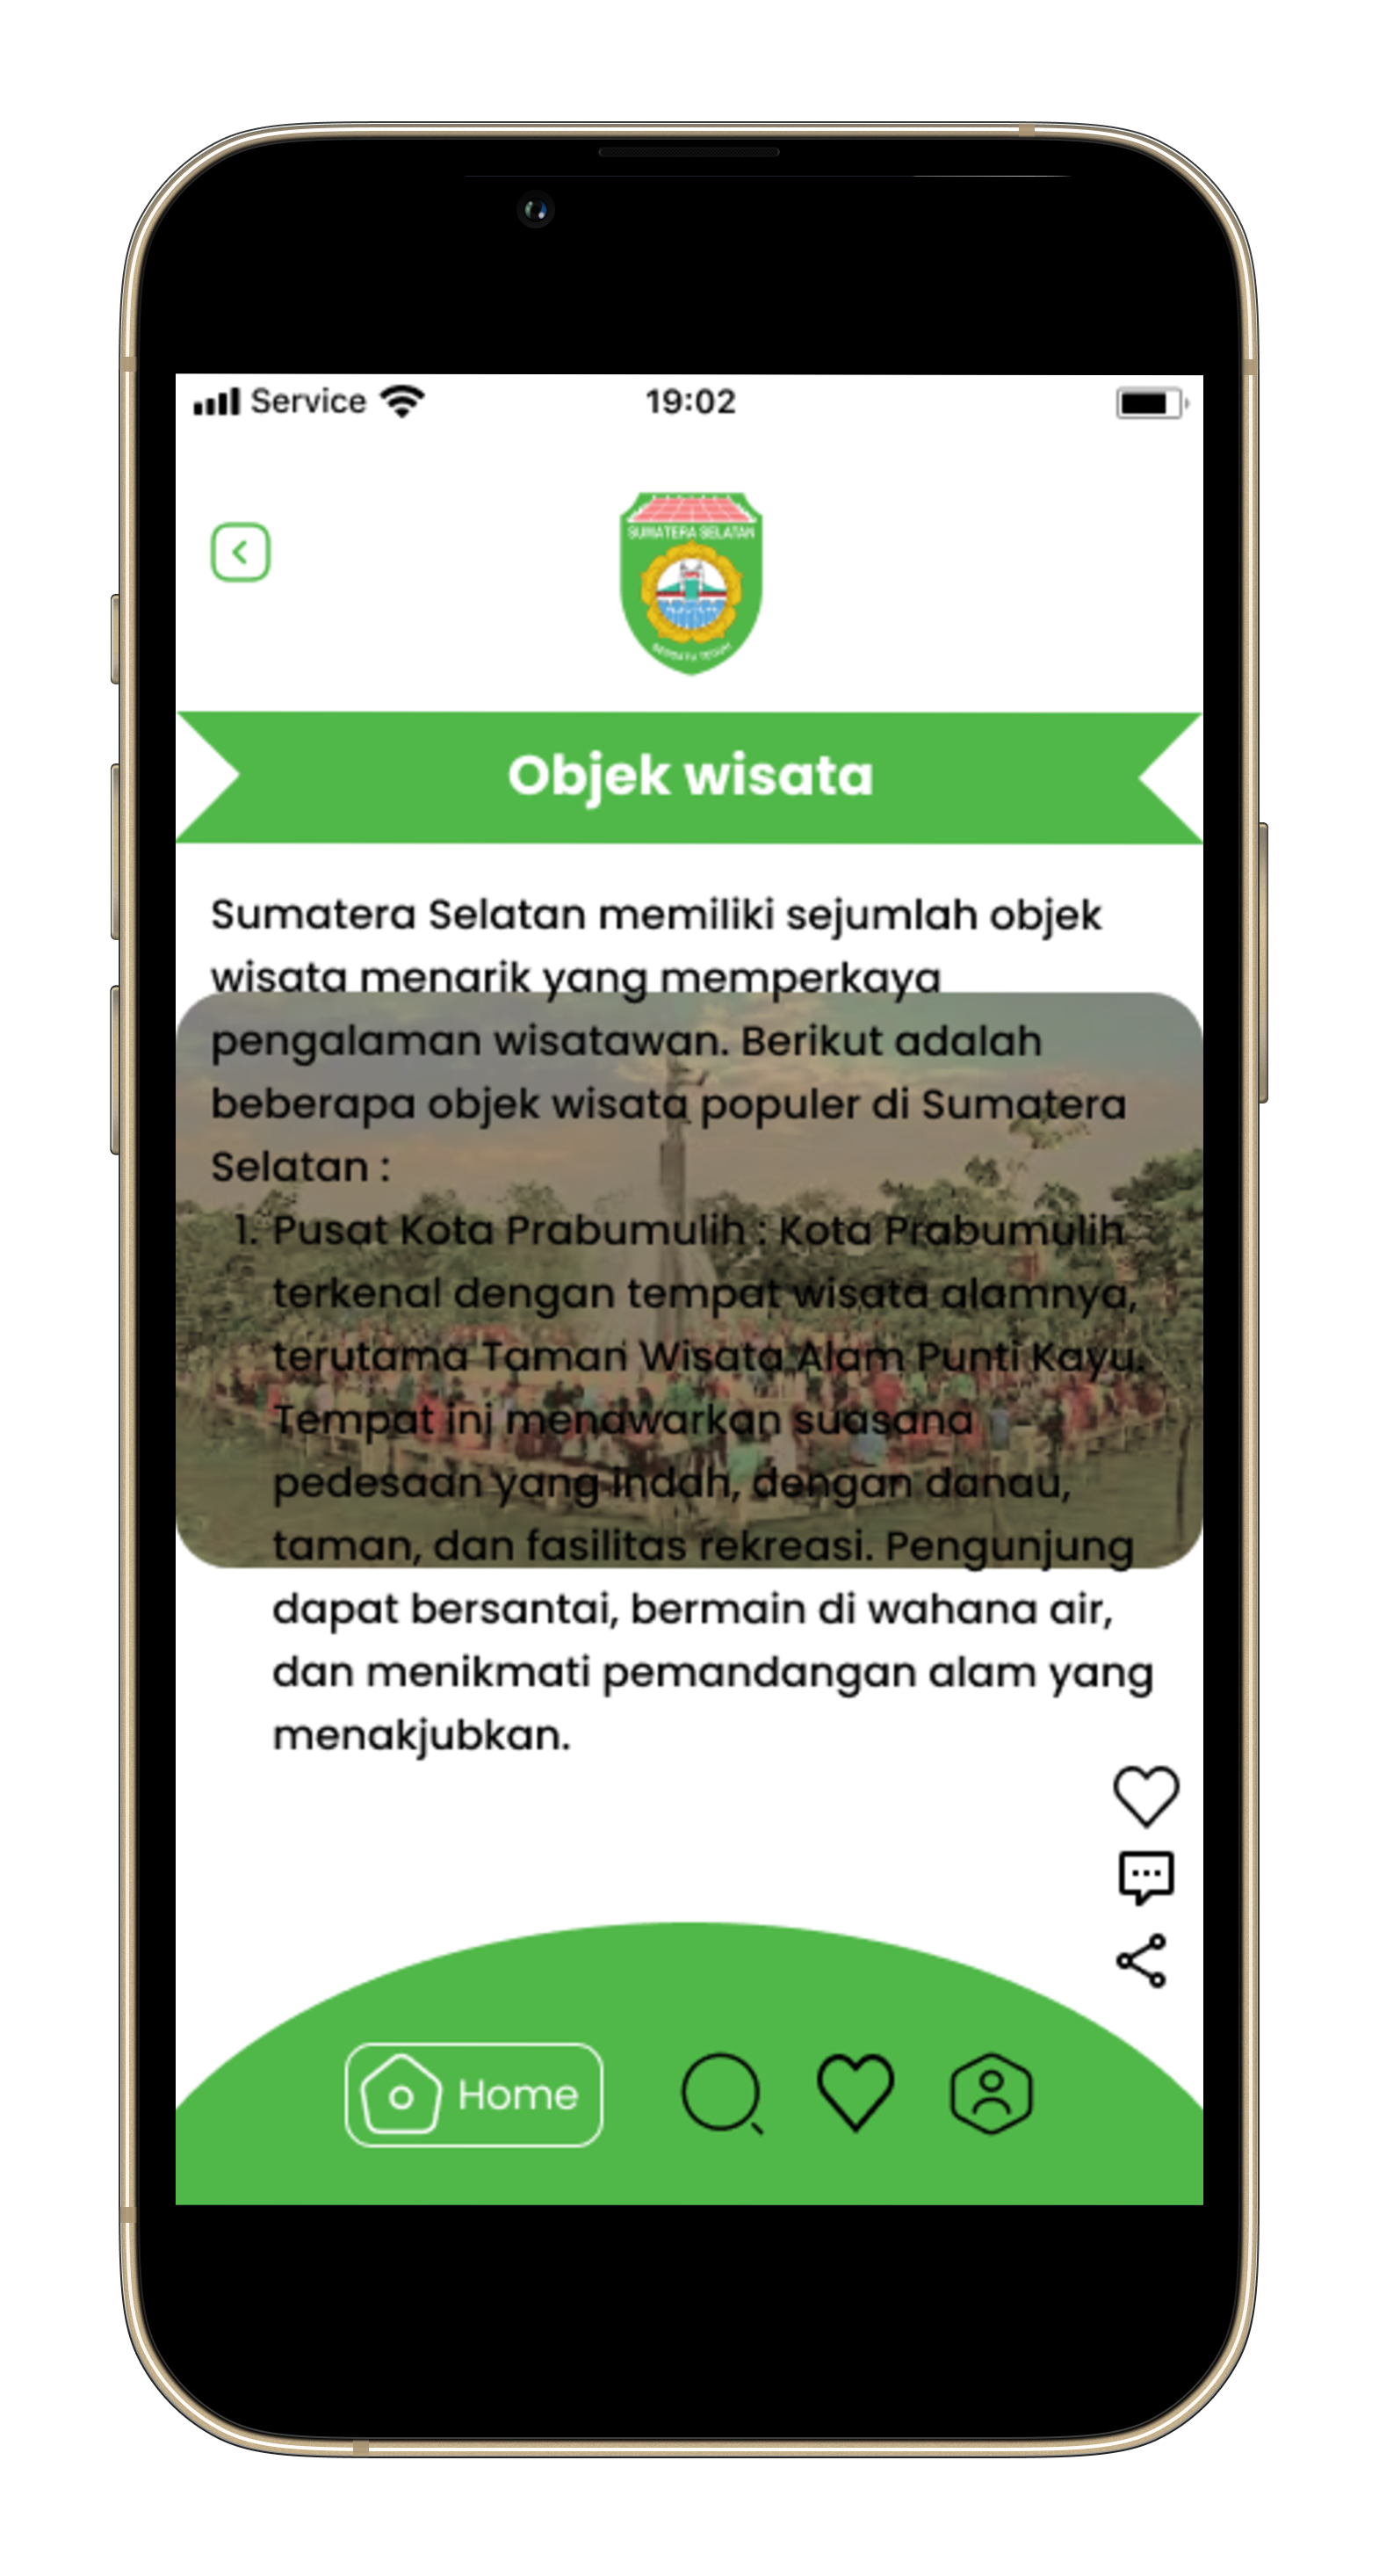 Service
19:02
SUMATERA SELATAN
Objek wisata
Sumatera Selatan memiliki sejumlah objek
wisata menarik yang memperkaya
pengalaman wisatawan. Berikut adalah
beberapa objek wisata populer di Sumatera
Selatan :
1. Pusat Kota Prabumulih : Kota Prabumulih
terkenal dengan tempat wisata alamnya,
terutama Taman Wisata Alam Punti Kayu.
Tempat ini menawarkan suasana
pedesaan yang indah, dengan danau,
taman, dan fasilitas rekreasi. Pengunjung
dapat bersantai, bermain di wahana air,
dan menikmati pemandangan alam yang
menakjubkan.
Home